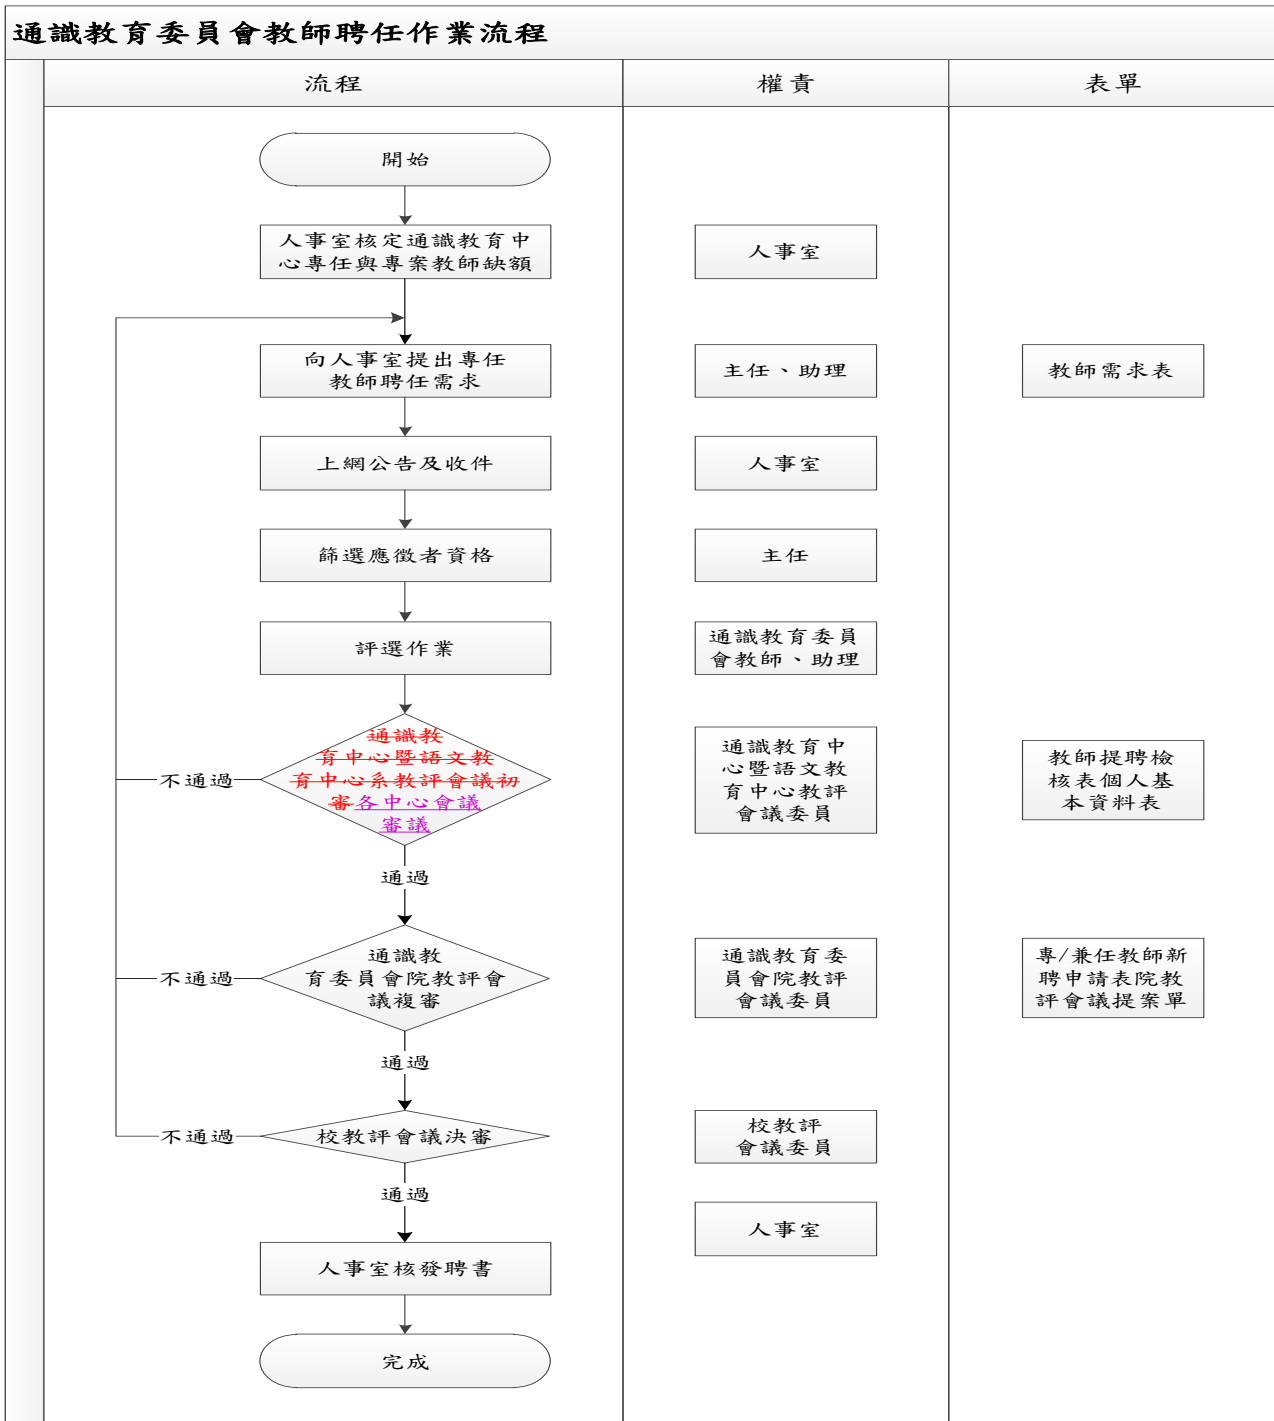 通識教育委員會教師聘任作業流程
流程
權責
表單
開始
人事室核定通識教育中
心專任與專案教師缺額
人事室
向人事室提出專任
教師聘任需求
主任、助理
教師需求表
上網公告及收件
人事室
篩選應徵者資格
主任
評選作業
通識教育委員
會教師、助理
通識教
育中心暨語文教
育中心系教評會議初
審各中心會議
審議
不通過
通識教育中
心暨語文教
育中心教評
會議委員
教師提聘檢
核表個人基
本資料表
通過
通識教
育委員會院教評會
議複審
不通過
通識教育委
員會院教評
會議委員
專/兼任教師新
聘申請表院教
評會議提案單
通過
校教評會議決審
不通過
校教評
會議委員
通過
人事室
人事室核發聘書
完成